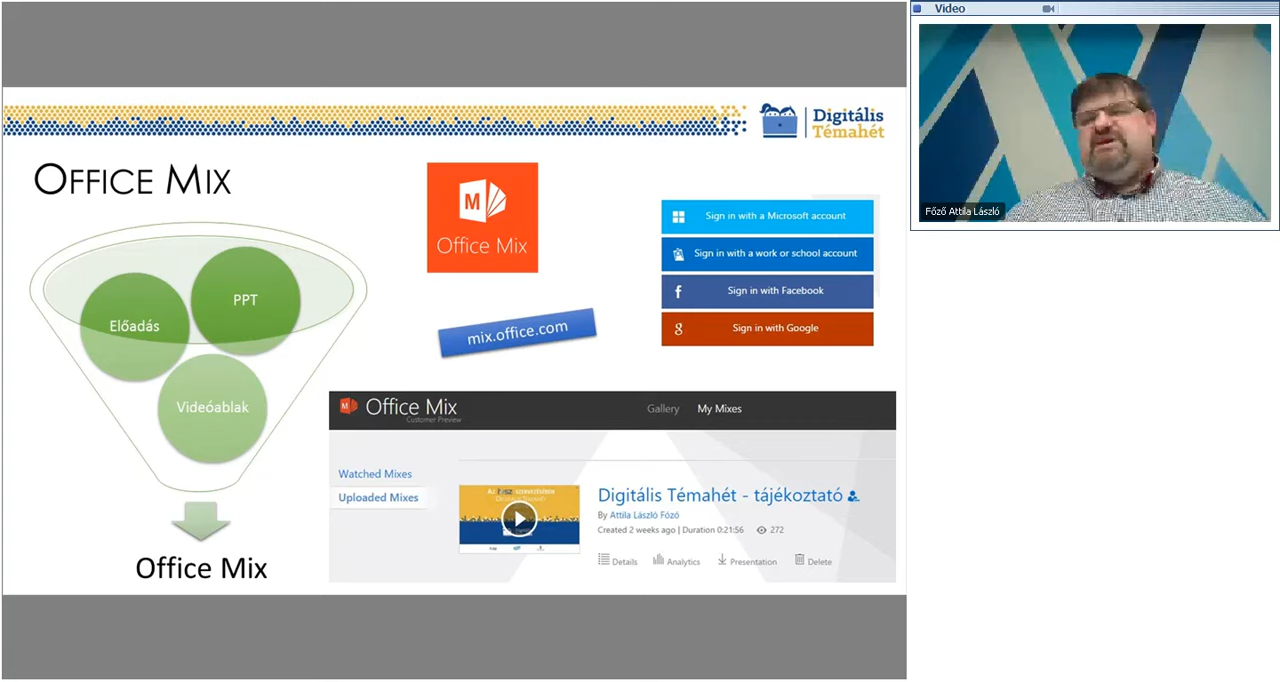 Video
Digitális
Témahét
OFFICE MIX
M
Office Mix
Sign in with a Microsoft account
Sign in with a work or school account
f Sign in with Facebook
8 Sign in with Google
Előadás
PPT
Videóablak
mix.office.com
Office Mix
M Office Mix
Customer Preview
Gallery My Mixes
Watched Mixes
Uploaded Mixes
Digitális Témahét - tájékoztató
By Attila László Főző
Created 2 weeks ago | Duration 0:21:56 272
Details Analytics Presentation Delete
Főző Attila László